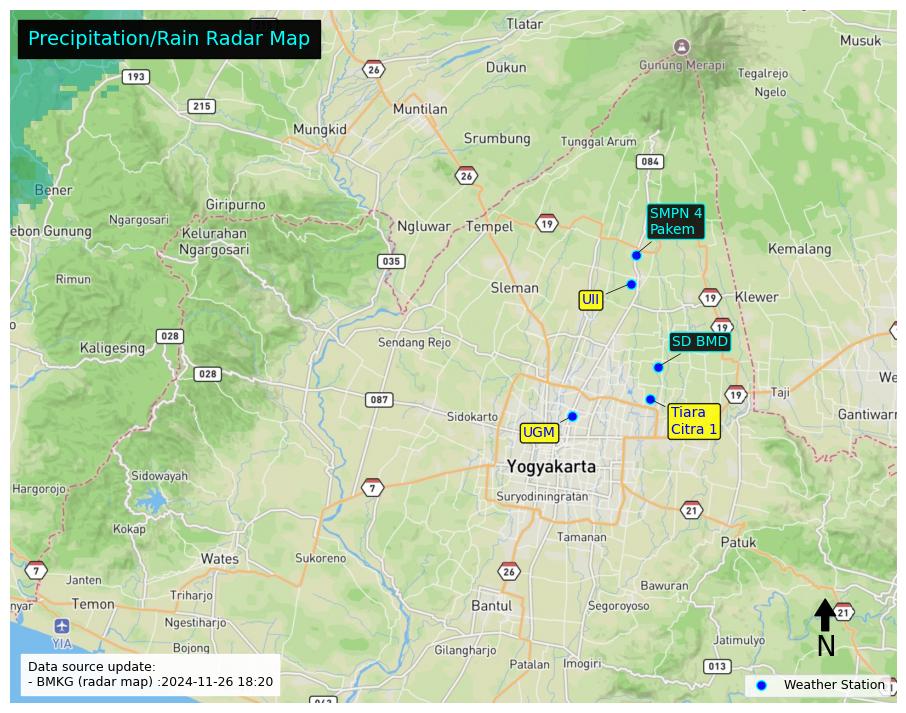 Precipitation/Rain Radar Map
Tlatar
Musuk
193
26
Dukun
Gunung Merapi
Tegalrejo
Ngelo
215
Muntilan
Mungkid
Srumbung
Tunggal Arum
084
26
Bener
Giripurno
Ngargosari
SMPN 4
Pakem
ebon Gunung
Kelurahan
Ngargosari
Ngluwar
Tempel
19
Kemalang
035
Rimun
Sleman
UII
19
Klewer
19
028
Kaligesing
Sendang Rejo
SD BMD
028
We
087
19
Taji
Sidokarto
Tiara
Citra 1
Gantiwarn
UGM
Yogyakarta
Sidowayah
Hargorojo
7
Suryodiningratan
21
Kokap
Tamanan
Patuk
Wates
Sukoreno
7
26
Janten
Bawuran
Triharjo
nyar
Temon
Bantul
Segoroyoso
21
Ngestiharjo
YIA
Bojong
Jatimulyo
N
Gilangharjo
Patalan
Imogiri
013
Data source update:
- BMKG (radar map) :2024-11-26 18:20
Weather Station